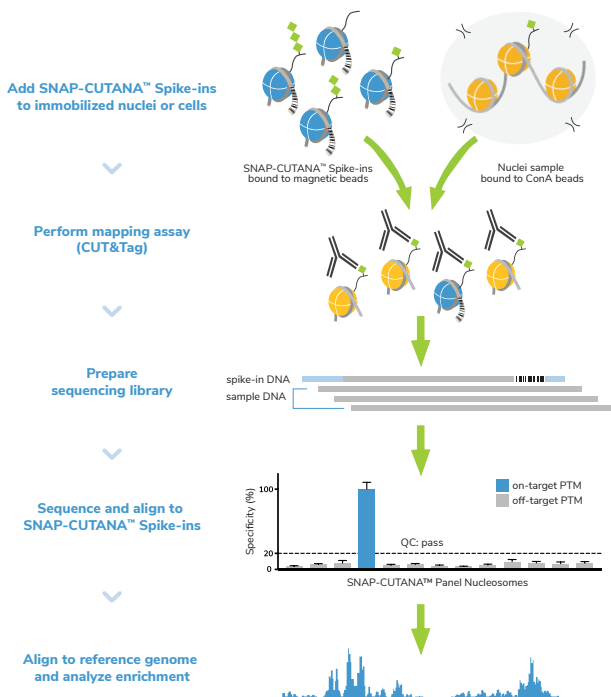 Add SNAP-CUTANA™ Spike-ins
to immobilized nuclei or cells
SNAP-CUTANA™ Spike-ins
bound to magnetic beads
Nuclei sample
bound to ConA beads
Perform mapping assay
(CUT&Tag)
Prepare
sequencing library
spike-in DNA
sample DNA
Sequence and align to
SNAP-CUTANA™ Spike-ins
Specificity (%)
100
20
0
on-target PTM
off-target PTM
QC: pass
SNAP-CUTANA™ Panel Nucleosomes
Align to reference genome
and analyze enrichment